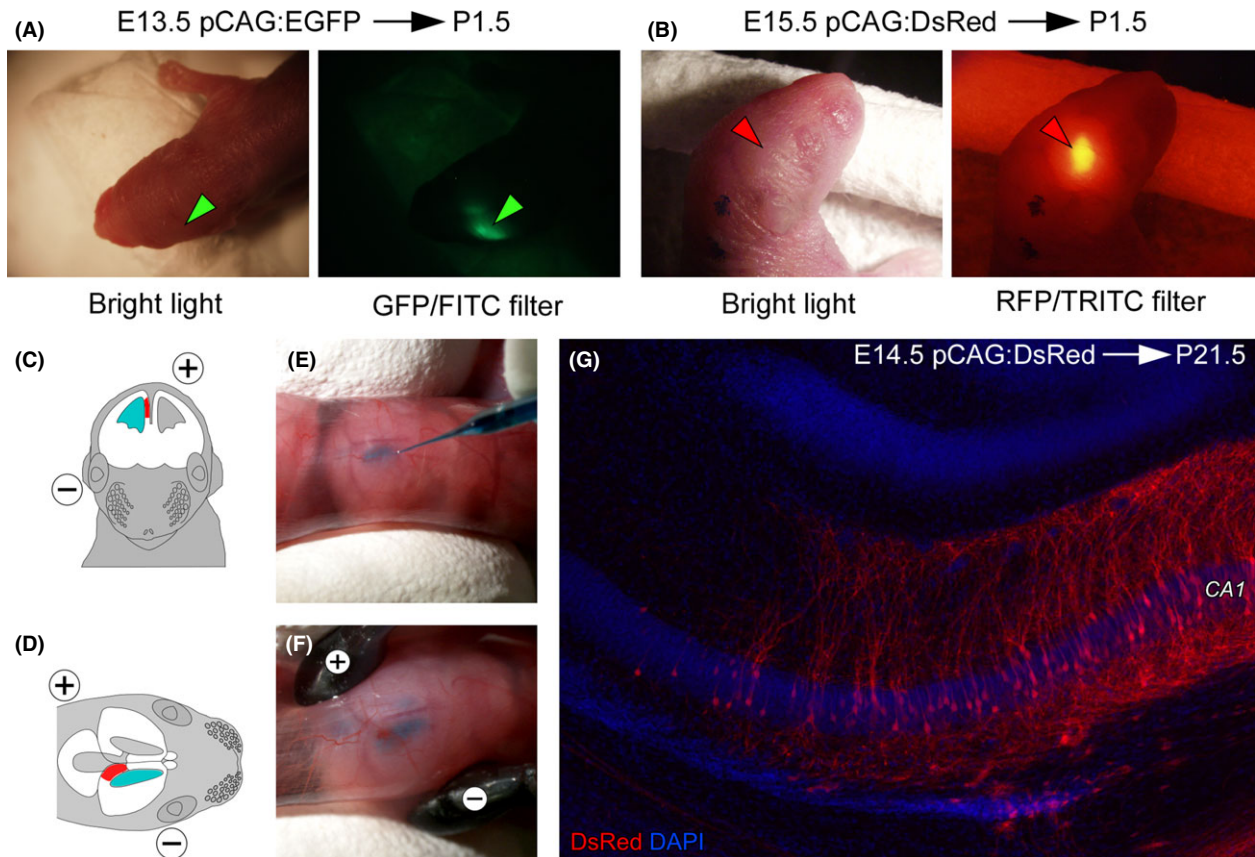 (A) E13.5 pCAG:EGFP → P1.5
Bright light
GFP/FITC filter
(B) E15.5 pCAG:DsRed → P1.5
Bright light
RFP/TRITC filter
(C)
+
−
(D)
+
−
(E)
(F)
+
−
(G) E14.5 pCAG:DsRed → P21.5
CA1
DsRed DAPI